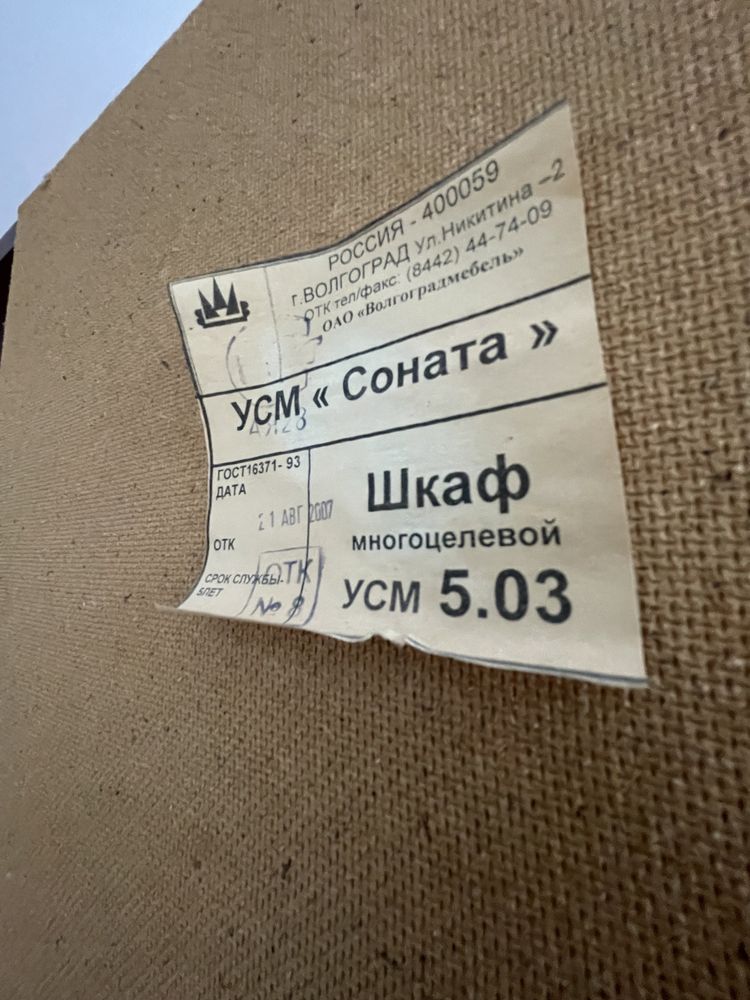 РОССИЯ - 400059
г.ВОЛГОГРАД Ул.Никитина -2
ОТК тел/факс: (8442) 44-74-09
ОАО «Волгоградмебель»
УСМ « Соната »
ГОСТ16371- 93
ДАТА
21 АВГ 2007
ОТК
СРОК СЛУЖБЫ-
5ЛЕТ
ОТК
№ 8
Шкаф
многоцелевой
УСМ 5.03